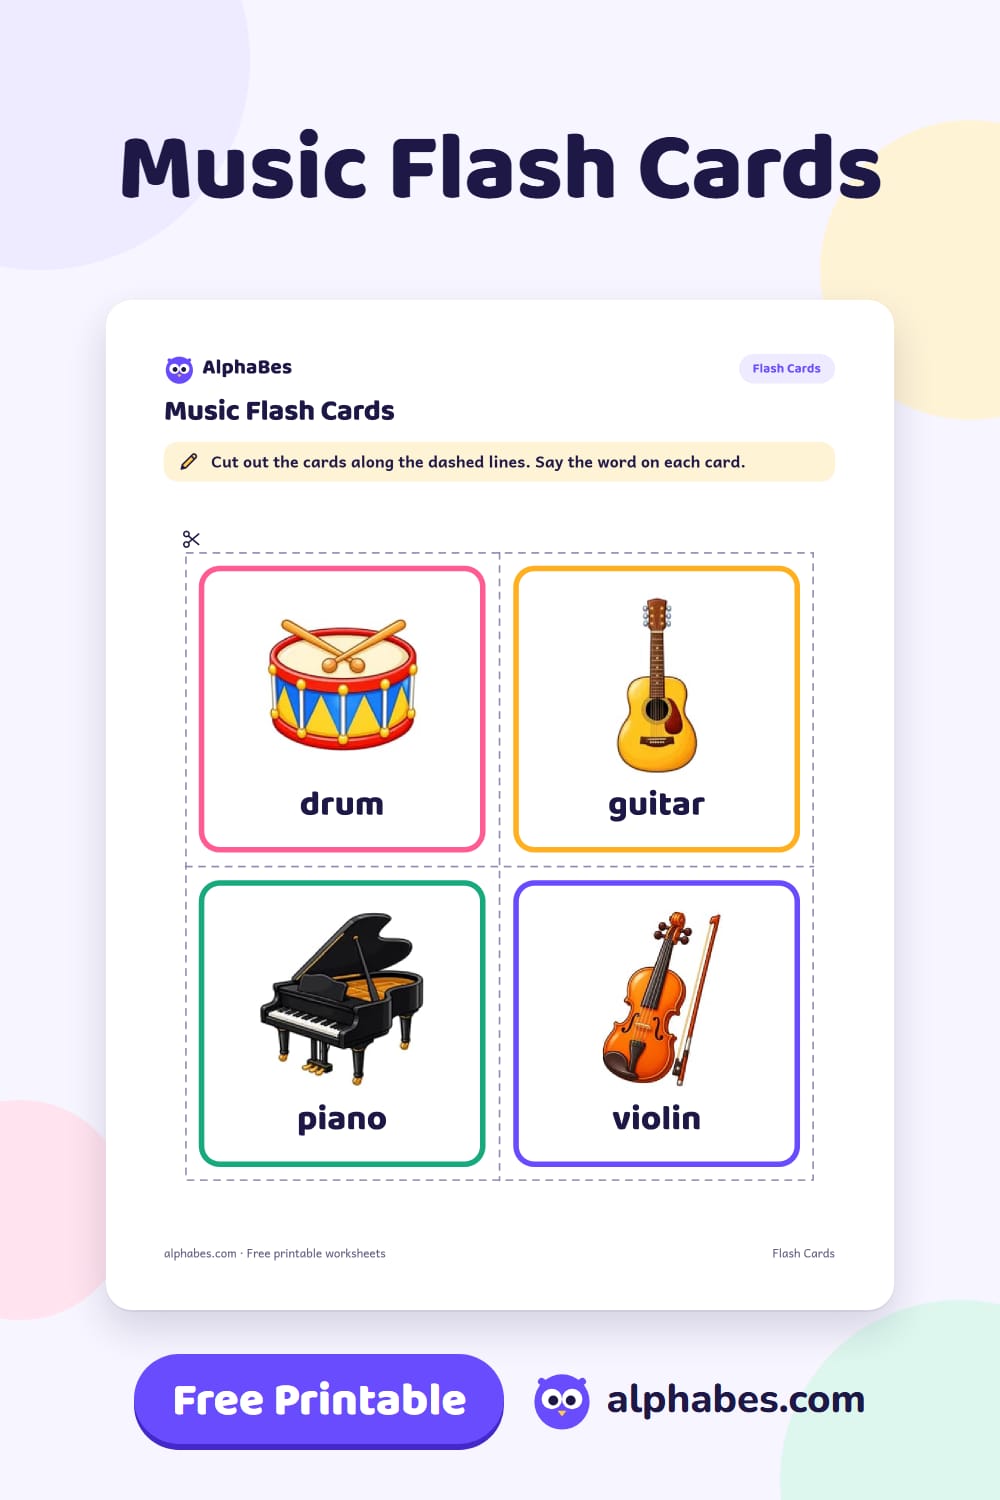 Music Flash Cards
AlphaBes
Flash Cards
Music Flash Cards
Cut out the cards along the dashed lines. Say the word on each card.
drum
guitar
piano
violin
alphabes.com · Free printable worksheets
Flash Cards
Free Printable
alphabes.com